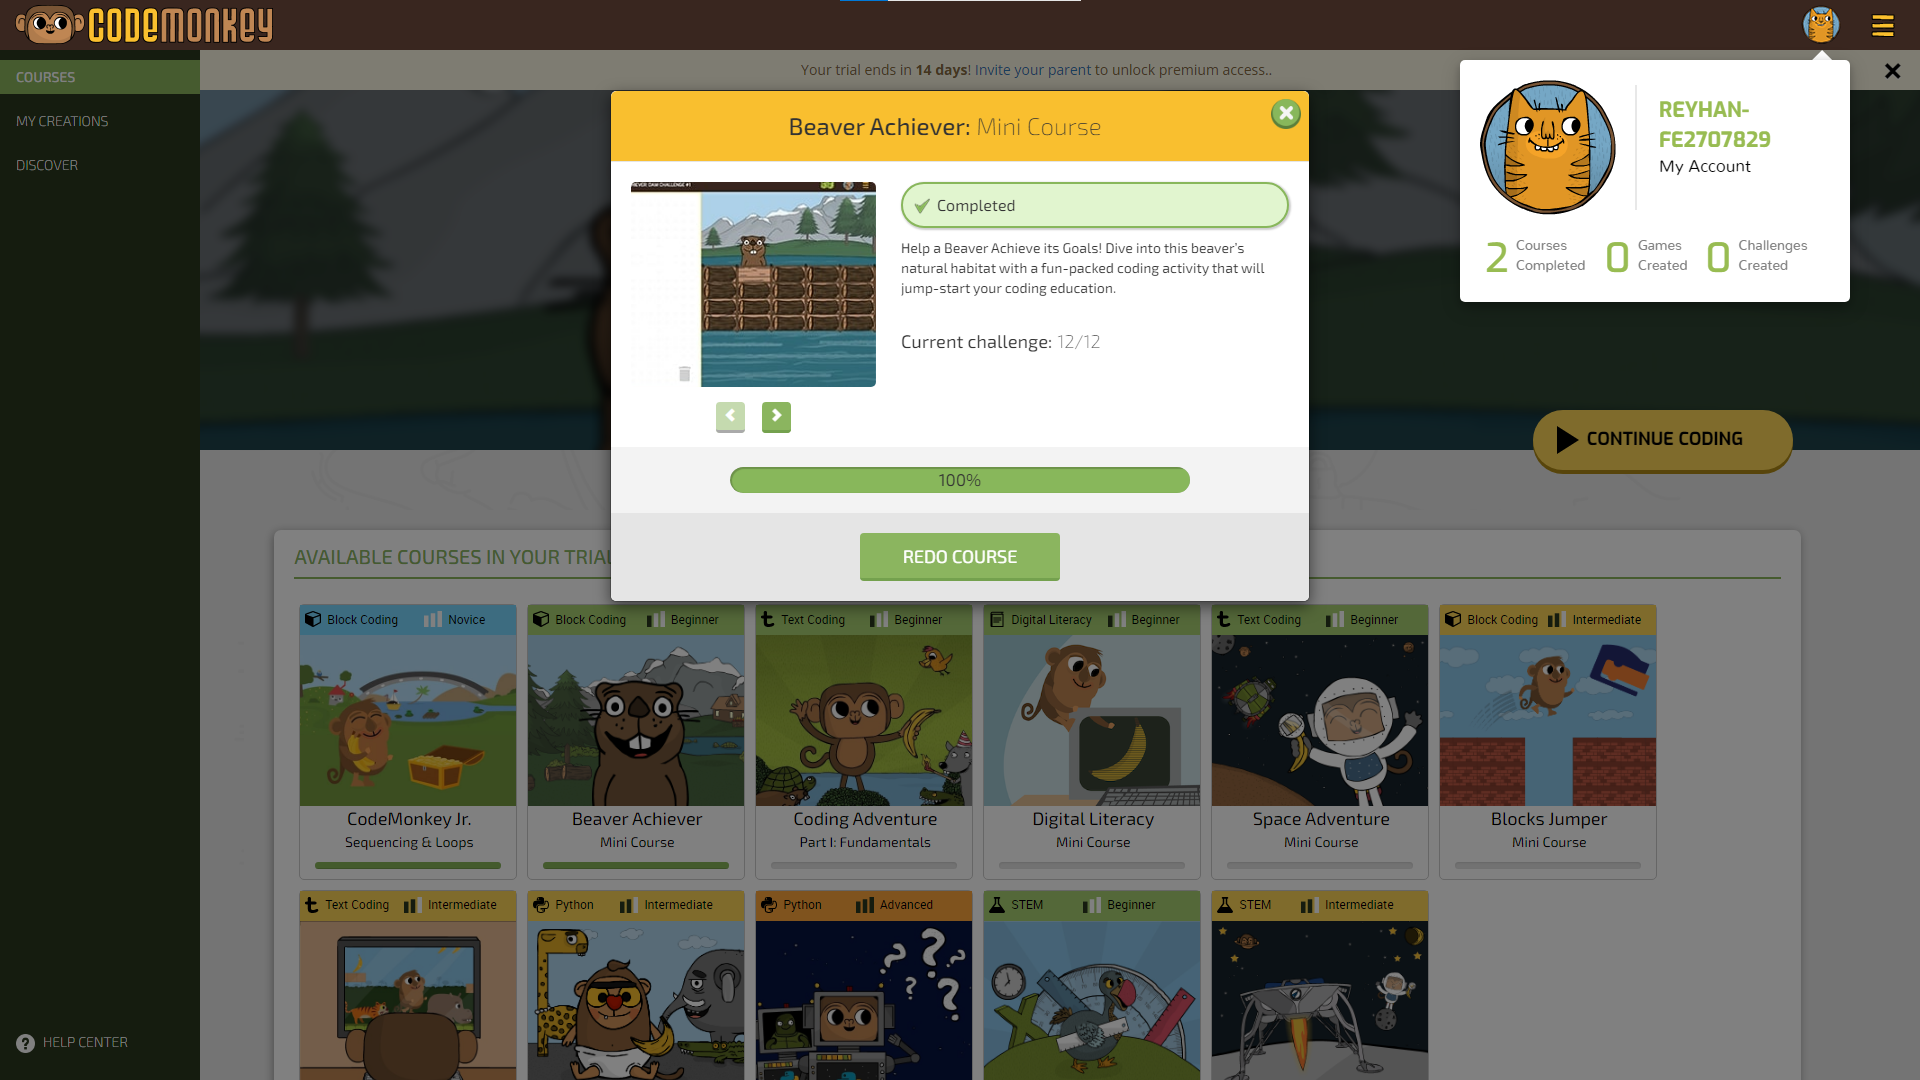 CODEMONKEY
COURSES
MY CREATIONS
DISCOVER
HELP CENTER
Your trial ends in 14 days! Invite your parent to unlock premium access..
REYHAN-
FE2707829
My Account
2 Courses Completed
0 Games Created
0 Challenges Created
Beaver Achiever: Mini Course
Completed
Help a Beaver Achieve its Goals! Dive into this beaver's
natural habitat with a fun-packed coding activity that will
jump-start your coding education.
Current challenge: 12/12
100%
REDO COURSE
CONTINUE CODING
AVAILABLE COURSES IN YOUR TRIAL
Block Coding Novice
CodeMonkey Jr.
Sequencing & Loops
Block Coding Beginner
Beaver Achiever
Mini Course
Text Coding Beginner
Coding Adventure
Part I: Fundamentals
Digital Literacy Beginner
Digital Literacy
Mini Course
Text Coding Beginner
Space Adventure
Mini Course
Block Coding Intermediate
Blocks Jumper
Mini Course
Text Coding Intermediate
Python Intermediate
Python Advanced
STEM Beginner
STEM Intermediate